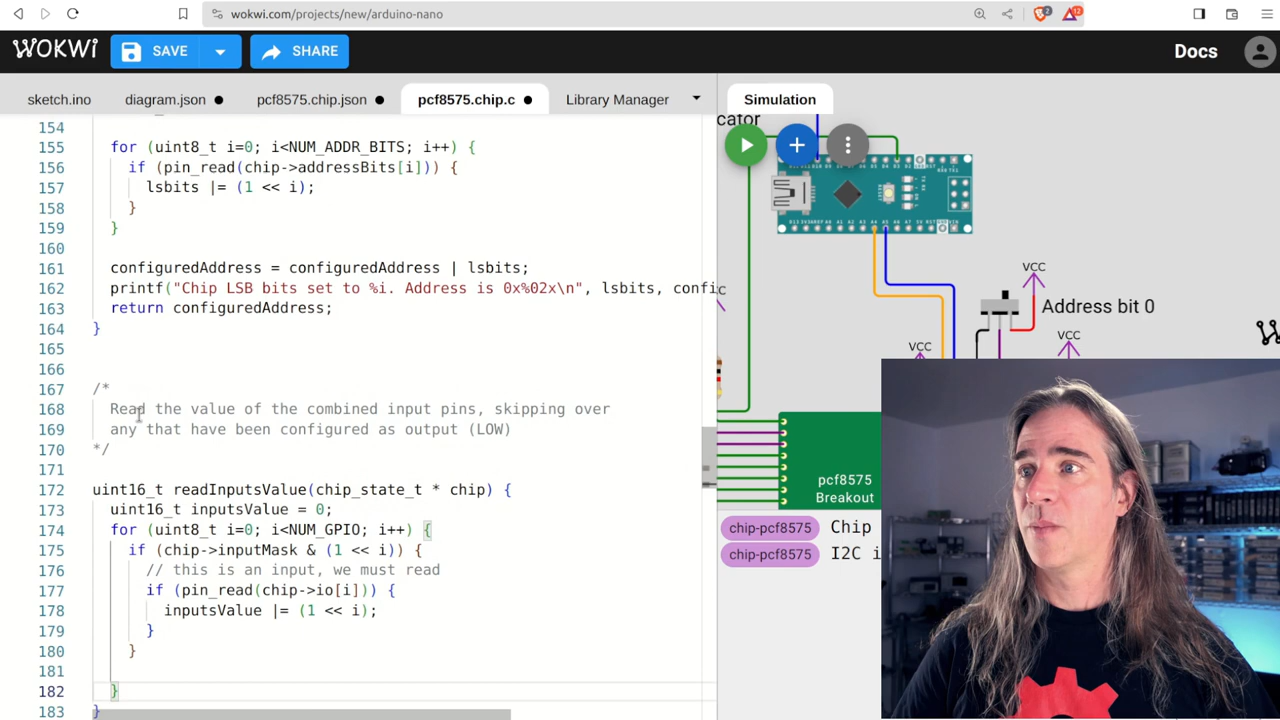 wokwi.com/projects/new/arduino-nano
2
12
WOKWi
SAVE
SHARE
Docs
sketch.ino
diagram.json
pcf8575.chip.json
pcf8575.chip.c
Library Manager
Simulation
154
155 for (uint8_t i=0; i<NUM_ADDR_BITS; i++) {
156 if (pin_read(chip->addressBits[i])) {
157 lsbits |= (1 << i);
158 }
159 }
160
161 configuredAddress = configuredAddress | lsbits;
162 printf("Chip LSB bits set to %i. Address is 0x%02x\n", lsbits, confi
163 return configuredAddress;
164 }
165
166
167 /*
168 Read the value of the combined input pins, skipping over
169 any that have been configured as output (LOW)
170 */
171
172 uint16_t readInputsValue(chip_state_t * chip) {
173 uint16_t inputsValue = 0;
174 for (uint8_t i=0; i<NUM_GPIO; i++) {
175 if (chip->inputMask & (1 << i)) {
176 // this is an input, we must read
177 if (pin_read(chip->io[i])) {
178 inputsValue |= (1 << i);
179 }
180 }
181
182 }
183 }
cator
VCC
Address bit 0
VCC
VCC
pcf8575
Breakout
chip-pcf8575 Chip
chip-pcf8575 I2C i